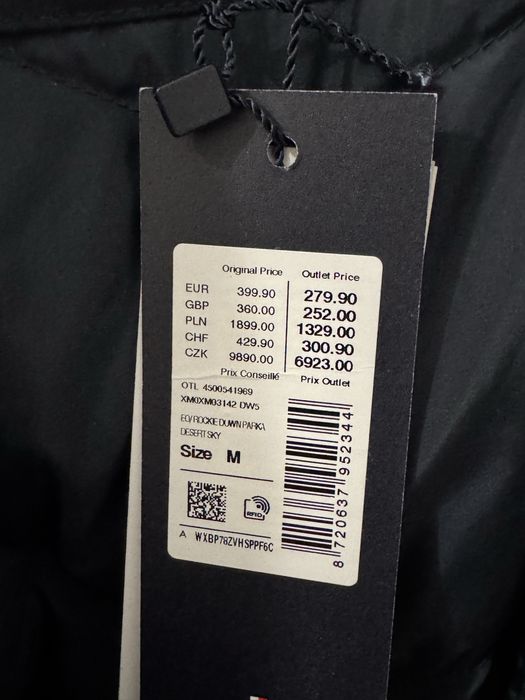 Original Price Outlet Price
EUR 399.90 279.90
GBP 360.00 252.00
PLN 1899.00 1329.00
CHF 429.90 300.90
CZK 9890.00 6923.00
Prix Conseillé Prix Outlet
OTL 4500541969
XM0XM03142 DW5
EG/ROCKIE DOWN PARKA
DESERT SKY
Size M
RFID
A WXBP78ZVHSPPF6C
8 720637 952344